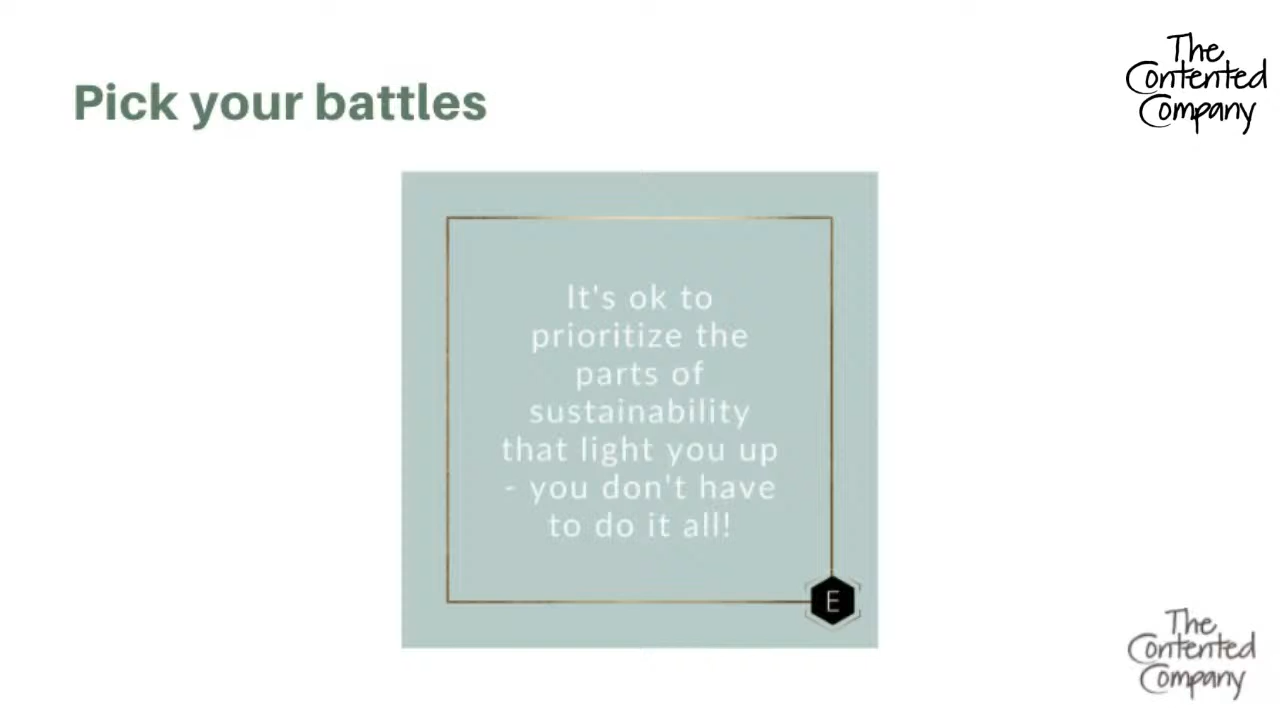 The
Contented
Company
Pick your battles
It's ok to
prioritize the
parts of
sustainability
that light you up
- you don't have
to do it all!
E
The
Contented
Company